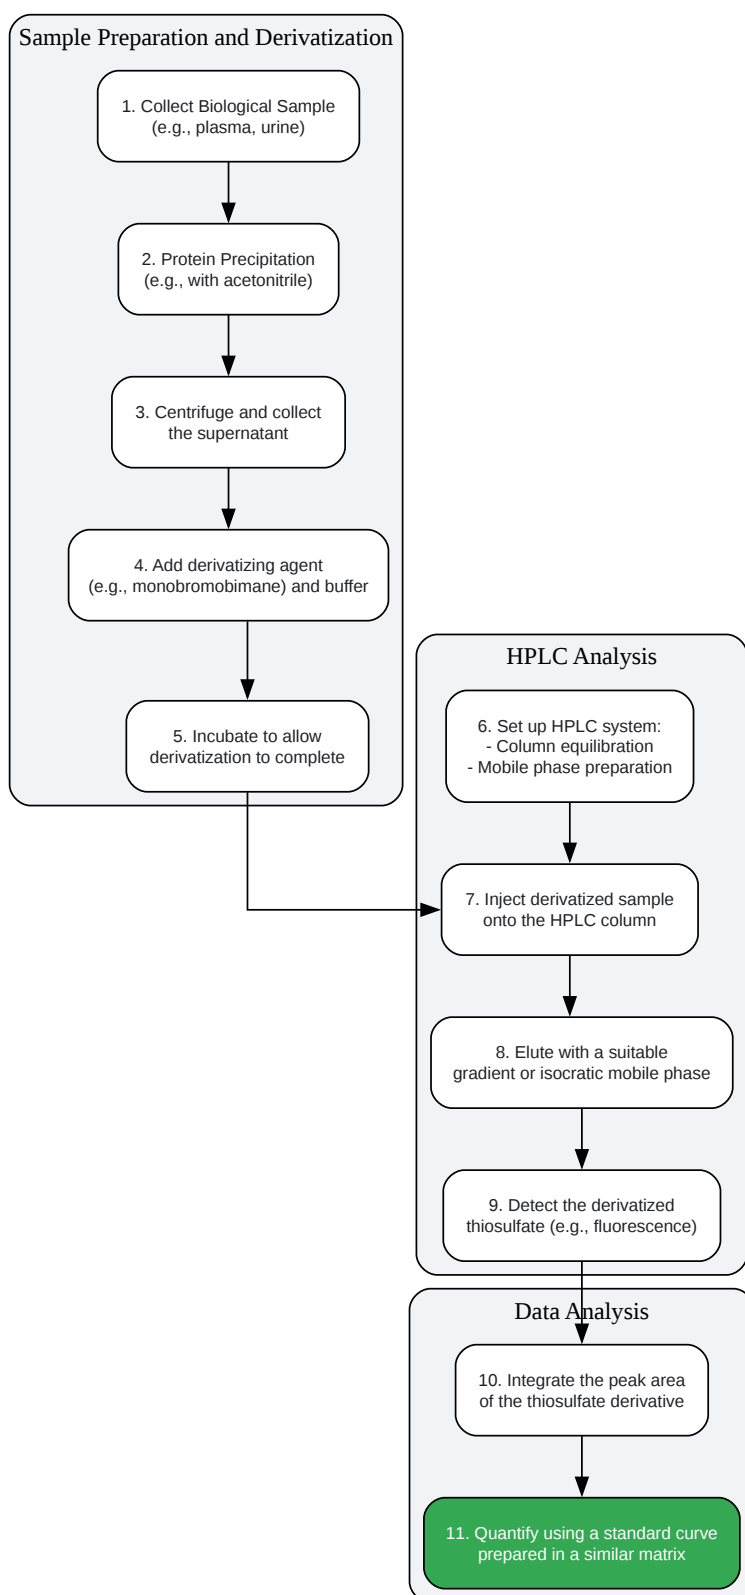 Sample Preparation and Derivatization
1. Collect Biological Sample
(e.g., plasma, urine)
2. Protein Precipitation
(e.g., with acetonitrile)
3. Centrifuge and collect
the supernatant
4. Add derivatizing agent
(e.g., monobromobimane) and buffer
5. Incubate to allow
derivatization to complete
HPLC Analysis
6. Set up HPLC system:
- Column equilibration
- Mobile phase preparation
7. Inject derivatized sample
onto the HPLC column
8. Elute with a suitable
gradient or isocratic mobile phase
9. Detect the derivatized
thiosulfate (e.g., fluorescence)
Data Analysis
10. Integrate the peak area
of the thiosulfate derivative
11. Quantify using a standard curve
prepared in a similar matrix